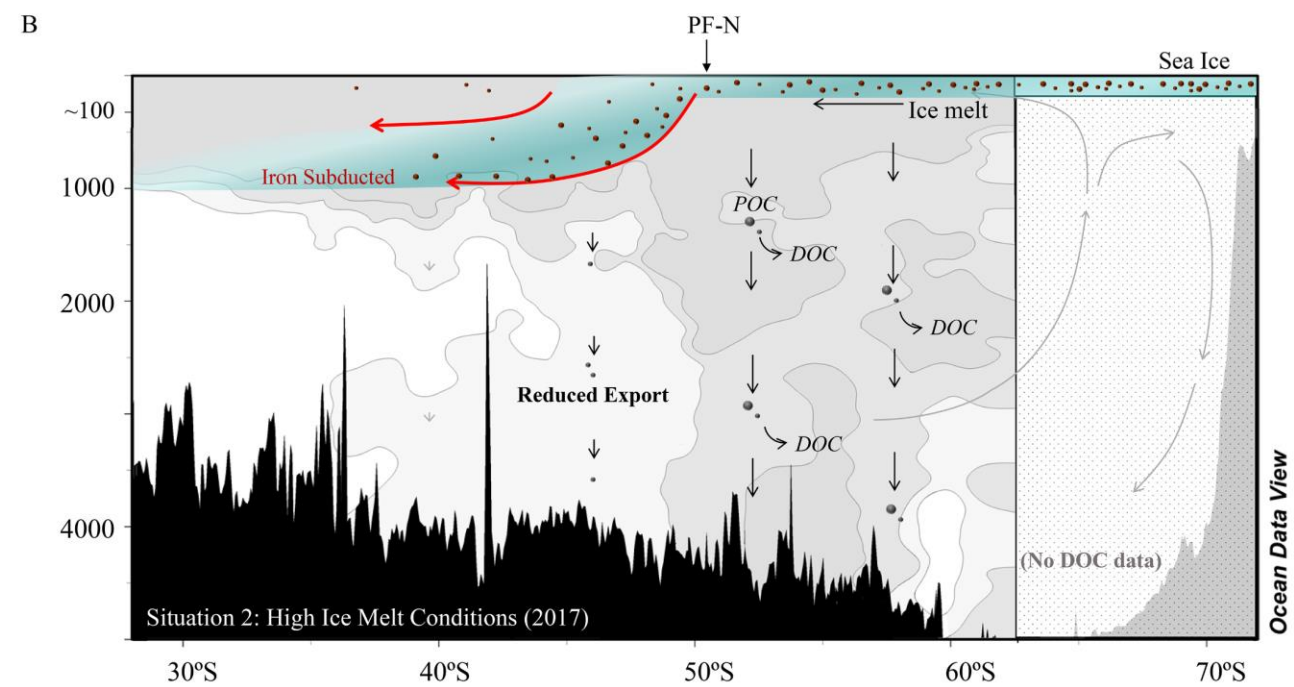 B
PF-N
Sea Ice
~100
Ice melt
Iron Subducted
1000
POC
DOC
2000
DOC
Reduced Export
DOC
4000
(No DOC data)
Situation 2: High Ice Melt Conditions (2017)
Ocean Data View
30ºS
40ºS
50ºS
60ºS
70ºS